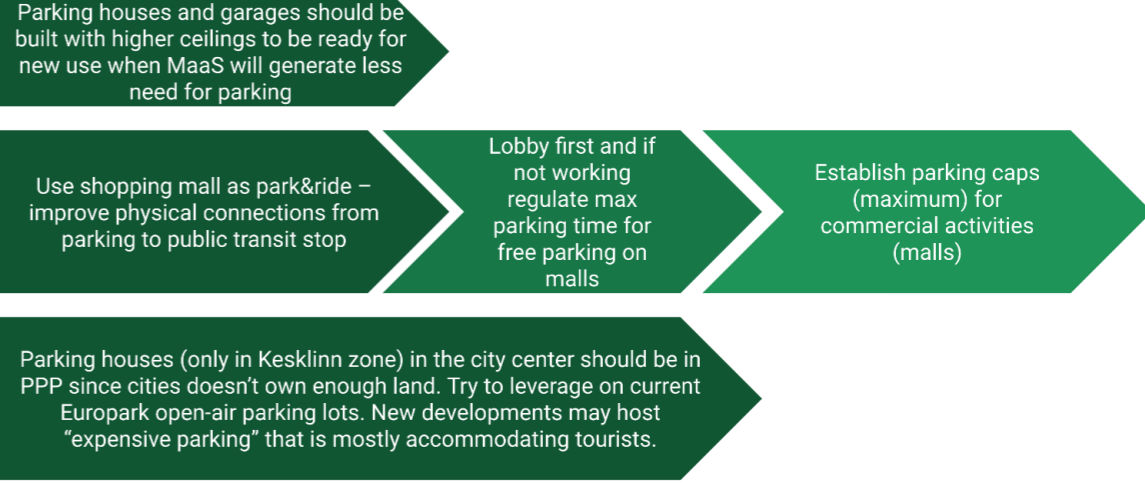 Parking houses and garages should be
built with higher ceilings to be ready for
new use when MaaS will generate less
need for parking
Use shopping mall as park&ride –
improve physical connections from
parking to public transit stop
Lobby first and if
not working
regulate max
parking time for
free parking on
malls
Establish parking caps
(maximum) for
commercial activities
(malls)
Parking houses (only in Kesklinn zone) in the city center should be in
PPP since cities doesn’t own enough land. Try to leverage on current
Europark open-air parking lots. New developments may host
“expensive parking” that is mostly accommodating tourists.